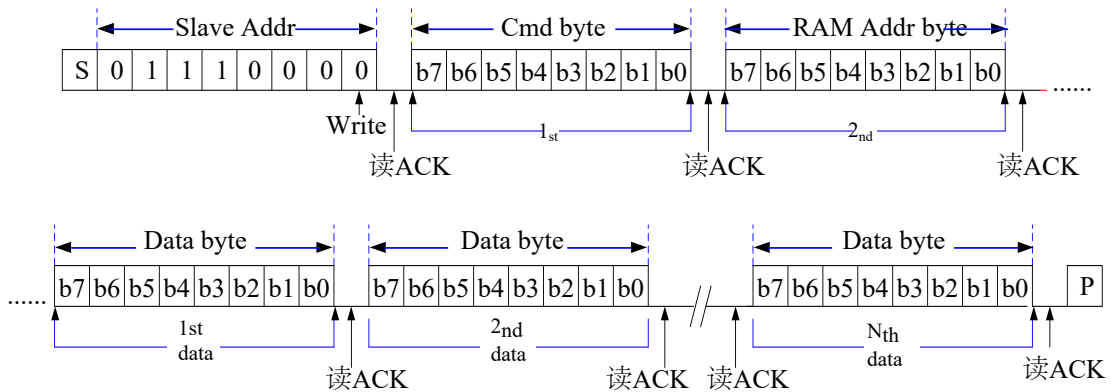 Slave Addr Cmd byte RAM Addr byte
S 0 1 1 1 0 0 0 0 b7 b6 b5 b4 b3 b2 b1 b0 b7 b6 b5 b4 b3 b2 b1 b0 ......
Write 1st 2nd
读ACK 读ACK 读ACK
Data byte Data byte Data byte
...... b7 b6 b5 b4 b3 b2 b1 b0 b7 b6 b5 b4 b3 b2 b1 b0 // b7 b6 b5 b4 b3 b2 b1 b0 P
1st 2nd Nth
data data data
读ACK 读ACK 读ACK 读ACK